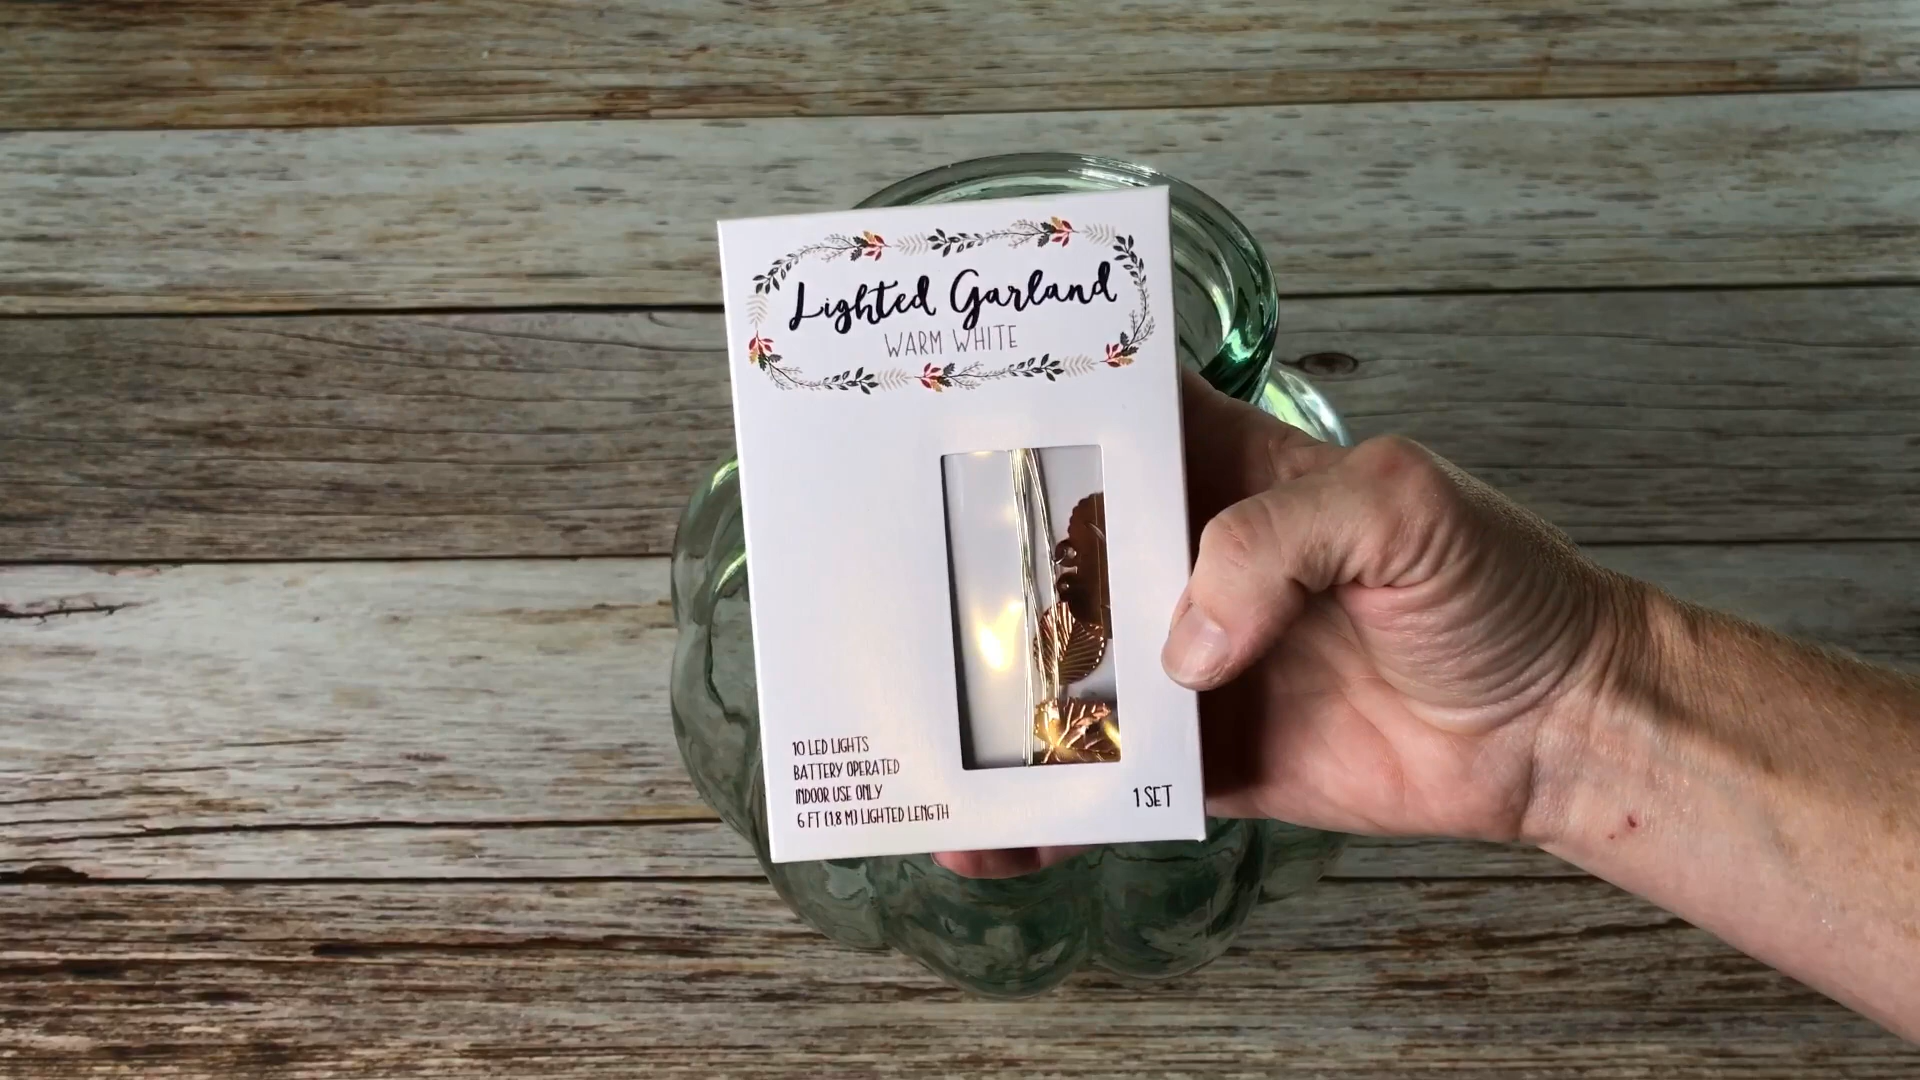 Lighted Garland
WARM WHITE
10 LED LIGHTS
BATTERY OPERATED
INDOOR USE ONLY
6 FT (1.8 M) LIGHTED LENGTH
1 SET